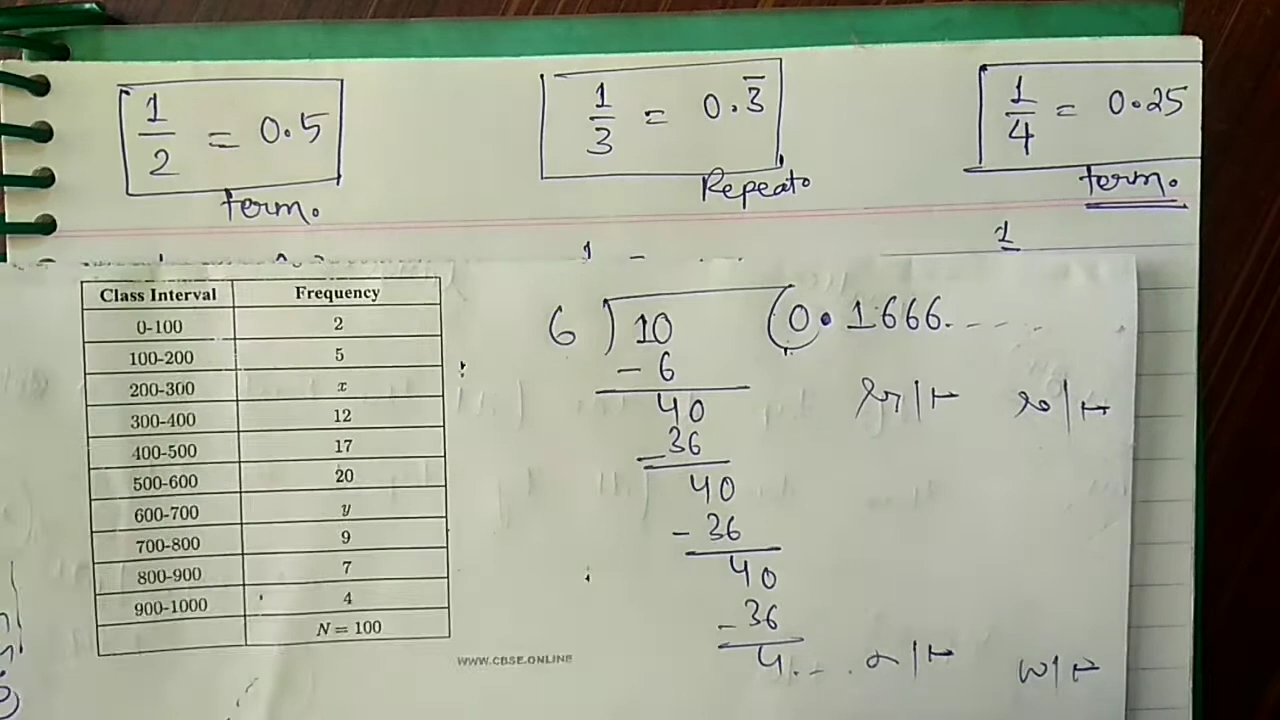 1/2 = 0.5
term.
1/3 = 0.3̅
Repeato
1/4 = 0.25
term.
1
1
Class Interval Frequency
0-100 2
100-200 5
200-300 x
300-400 12
400-500 17
500-600 20
600-700 y
700-800 9
800-900 7
900-1000 4
N = 100
WWW.CBSE.ONLINE
6 ) 10 ( 0.1666.....
- 6
40
- 36
40
- 36
40
- 36
4...